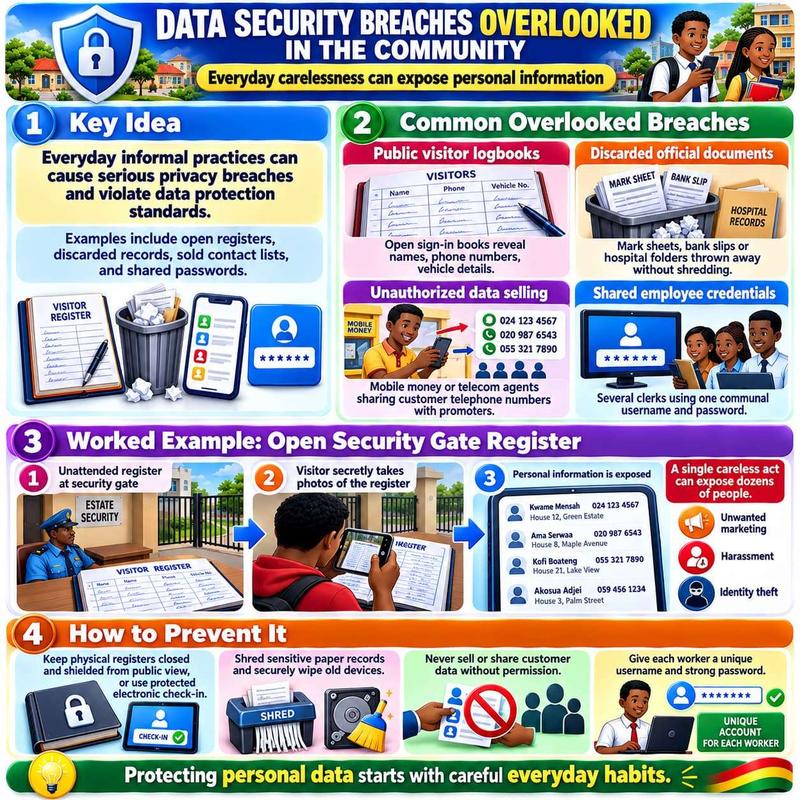 DATA SECURITY BREACHES OVERLOOKED
IN THE COMMUNITY
Everyday carelessness can expose personal information
1 Key Idea
Everyday informal practices can
cause serious privacy breaches
and violate data protection
standards.
Examples include open registers,
discarded records, sold contact lists,
and shared passwords.
VISITOR
REGISTER
******
2 Common Overlooked Breaches
Public visitor logbooks
VISITORS
Name Phone Vehicle No.
Open sign-in books reveal
names, phone numbers,
vehicle details.
Discarded official documents
MARK SHEET
BANK SLIP
HOSPITAL
RECORDS
Mark sheets, bank slips or
hospital folders thrown away
without shredding.
Unauthorized data selling
MOBILE
MONEY
024 123 4567
020 987 6543
055 321 7890
Mobile money or telecom agents
sharing customer telephone numbers
with promoters.
Shared employee credentials
******
Several clerks using one communal
username and password.
3 Worked Example: Open Security Gate Register
1 Unattended register
at security gate
ESTATE
SECURITY
VISITOR REGISTER
2 Visitor secretly takes
photos of the register
3 Personal information is exposed
Kwame Mensah 024 123 4567
House 12, Green Estate
Ama Serwaa 020 987 6543
House 8, Maple Avenue
Kofi Boateng 055 321 7890
House 21, Lake View
Akosua Adjei 059 456 1234
House 3, Palm Street
A single careless act
can expose dozens
of people.
Unwanted
marketing
Harassment
Identity theft
4 How to Prevent It
Keep physical registers closed
and shielded from public view,
or use protected
electronic check-in.
CHECK-IN
Shred sensitive paper records
and securely wipe old devices.
SHRED
Never sell or share customer
data without permission.
Give each worker a unique
username and strong password.
*******
UNIQUE
ACCOUNT
FOR EACH WORKER
Protecting personal data starts with careful everyday habits.